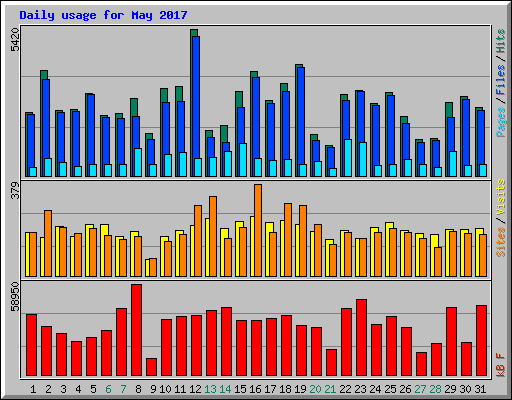 Daily usage for May 2017
5420
Pages / Files / Hits
379
Sites / Visits
58950
kB F
1 2 3 4 5 6 7 8 9 10 11 12 13 14 15 16 17 18 19 20 21 22 23 24 25 26 27 28 29 30 31